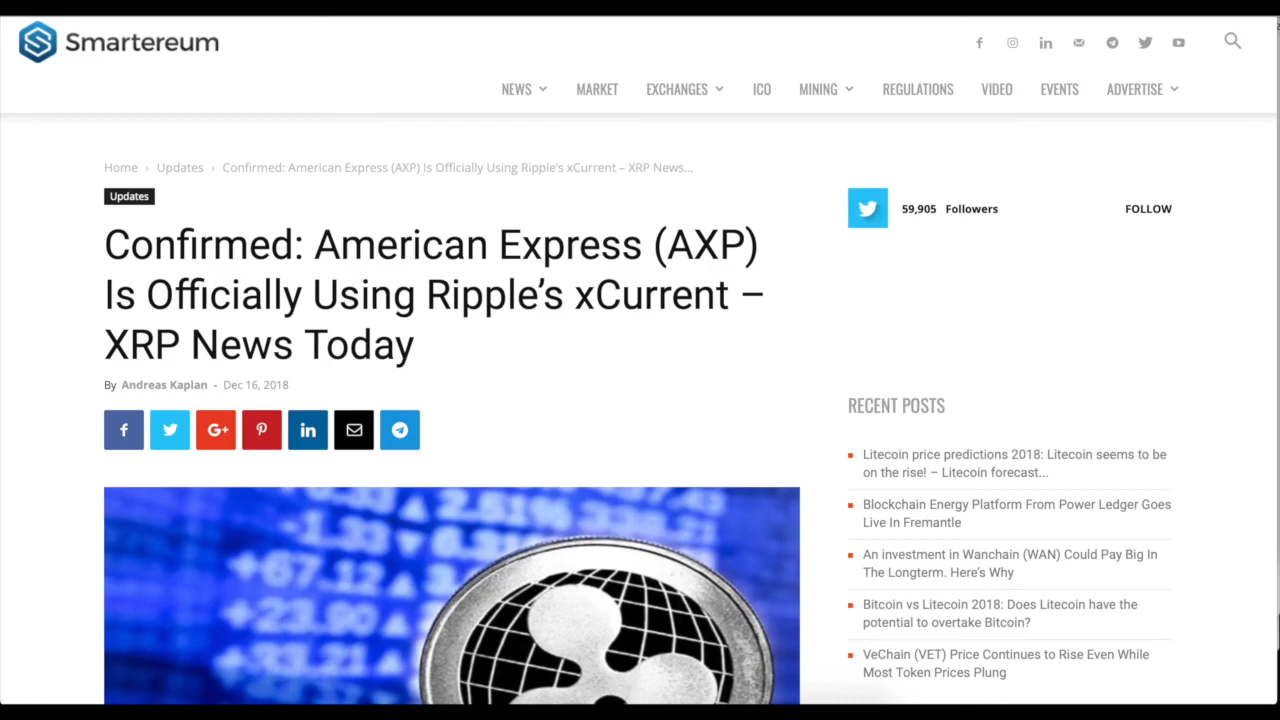 Smartereum
NEWS
MARKET
EXCHANGES
ICO
MINING
REGULATIONS
VIDEO
EVENTS
ADVERTISE
Home › Updates › Confirmed: American Express (AXP) Is Officially Using Ripple’s xCurrent – XRP News...
Updates
Confirmed: American Express (AXP)
Is Officially Using Ripple’s xCurrent –
XRP News Today
By Andreas Kaplan - Dec 16, 2018
G+
59,905 Followers
FOLLOW
RECENT POSTS
Litecoin price predictions 2018: Litecoin seems to be
on the rise! – Litecoin forecast...
Blockchain Energy Platform From Power Ledger Goes
Live In Fremantle
An investment in Wanchain (WAN) Could Pay Big In
The Longterm. Here’s Why
Bitcoin vs Litecoin 2018: Does Litecoin have the
potential to overtake Bitcoin?
VeChain (VET) Price Continues to Rise Even While
Most Token Prices Plung